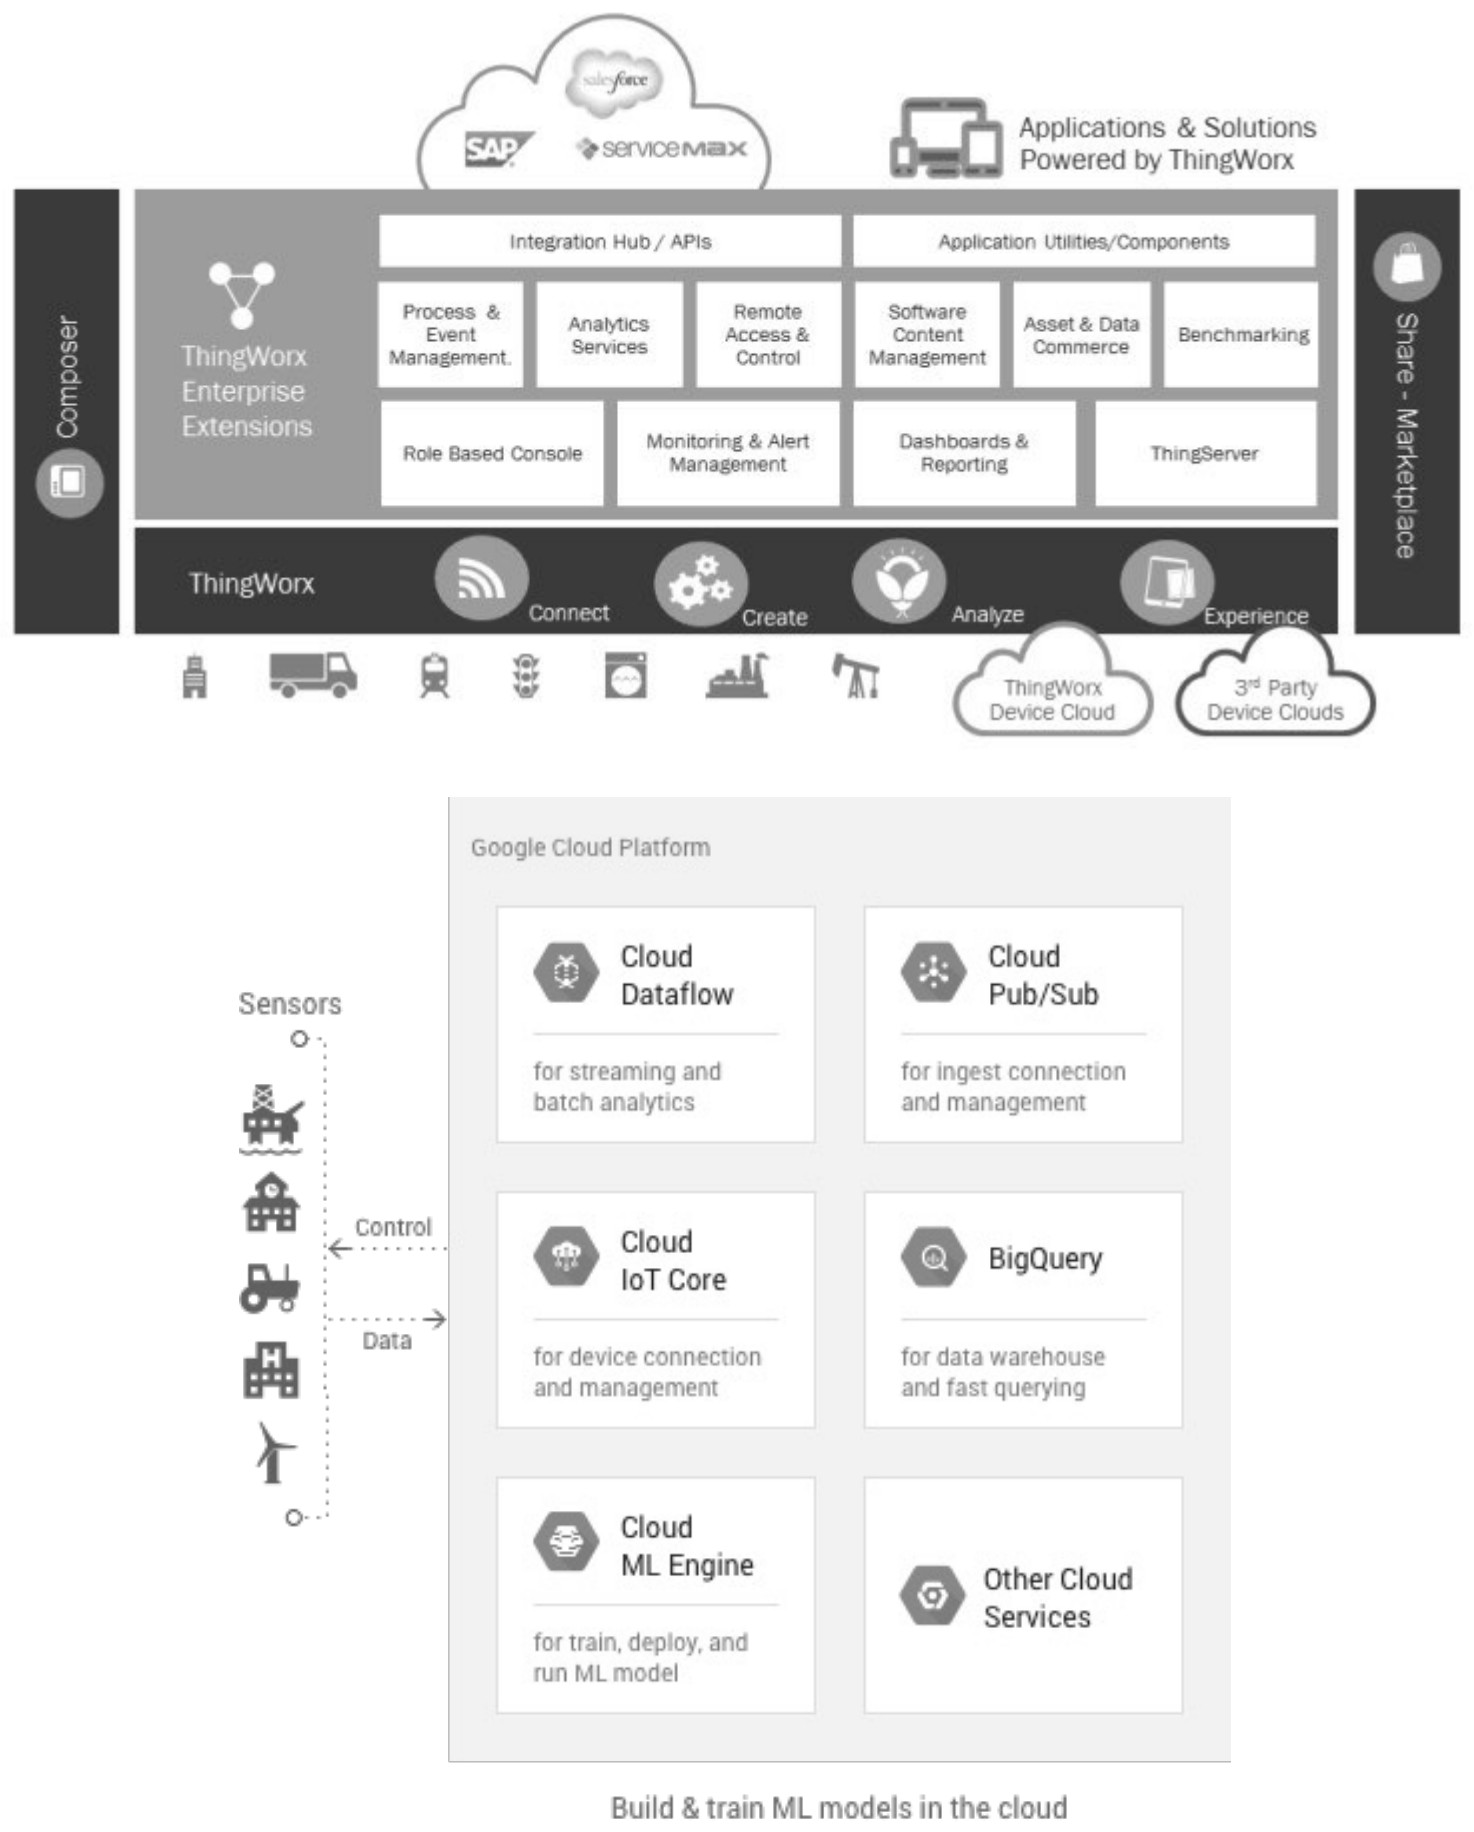 salesforce
SAP
servicemax
Applications & Solutions
Powered by ThingWorx
Composer
ThingWorx
Enterprise
Extensions
Integration Hub / APIs
Application Utilities/Components
Process &
Event
Management.
Analytics
Services
Remote
Access &
Control
Software
Content
Management
Asset & Data
Commerce
Benchmarking
Role Based Console
Monitoring & Alert
Management
Dashboards &
Reporting
ThingServer
Share - Marketplace
ThingWorx
Connect
Create
Analyze
Experience
ThingWorx
Device Cloud
3rd Party
Device Clouds
Google Cloud Platform
Sensors
Control
Data
Cloud
Dataflow
for streaming and
batch analytics
Cloud
Pub/Sub
for ingest connection
and management
Cloud
IoT Core
for device connection
and management
BigQuery
for data warehouse
and fast querying
Cloud
ML Engine
for train, deploy, and
run ML model
Other Cloud
Services
H
Build & train ML models in the cloud